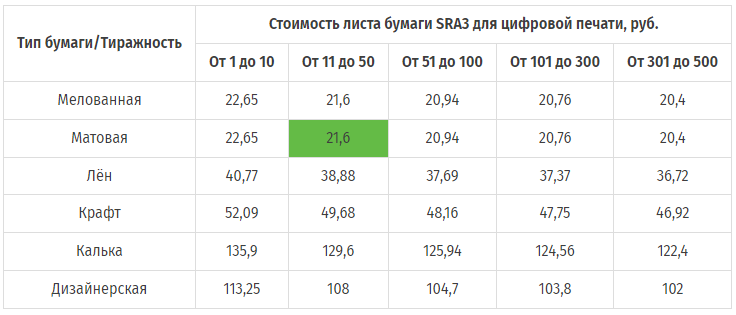 Тип бумаги/Тиражность
Стоимость листа бумаги SRA3 для цифровой печати, руб.
От 1 до 10 От 11 до 50 От 51 до 100 От 101 до 300 От 301 до 500
Мелованная 22,65 21,6 20,94 20,76 20,4
Матовая 22,65 21,6 20,94 20,76 20,4
Лён 40,77 38,88 37,69 37,37 36,72
Крафт 52,09 49,68 48,16 47,75 46,92
Калька 135,9 129,6 125,94 124,56 122,4
Дизайнерская 113,25 108 104,7 103,8 102